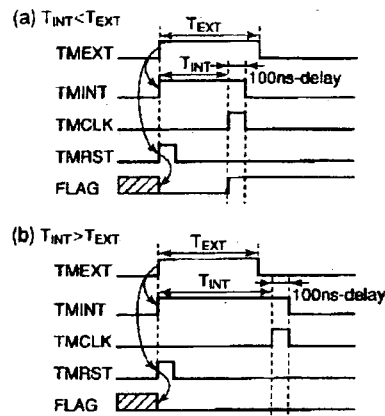 (a) TINT<TEXT
TEXT
TMEXT
TINT
100ns-delay
TMINT
TMCLK
TMRST
FLAG
(b) TINT>TEXT
TEXT
TMEXT
TINT
100ns-delay
TMINT
TMCLK
TMRST
FLAG